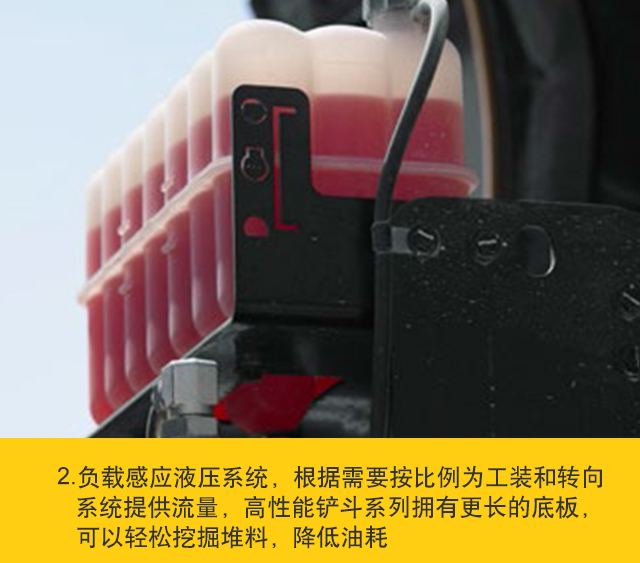 2.负载感应液压系统，根据需要按比例为工装和转向
系统提供流量，高性能铲斗系列拥有更长的底板，
可以轻松挖掘堆料，降低油耗